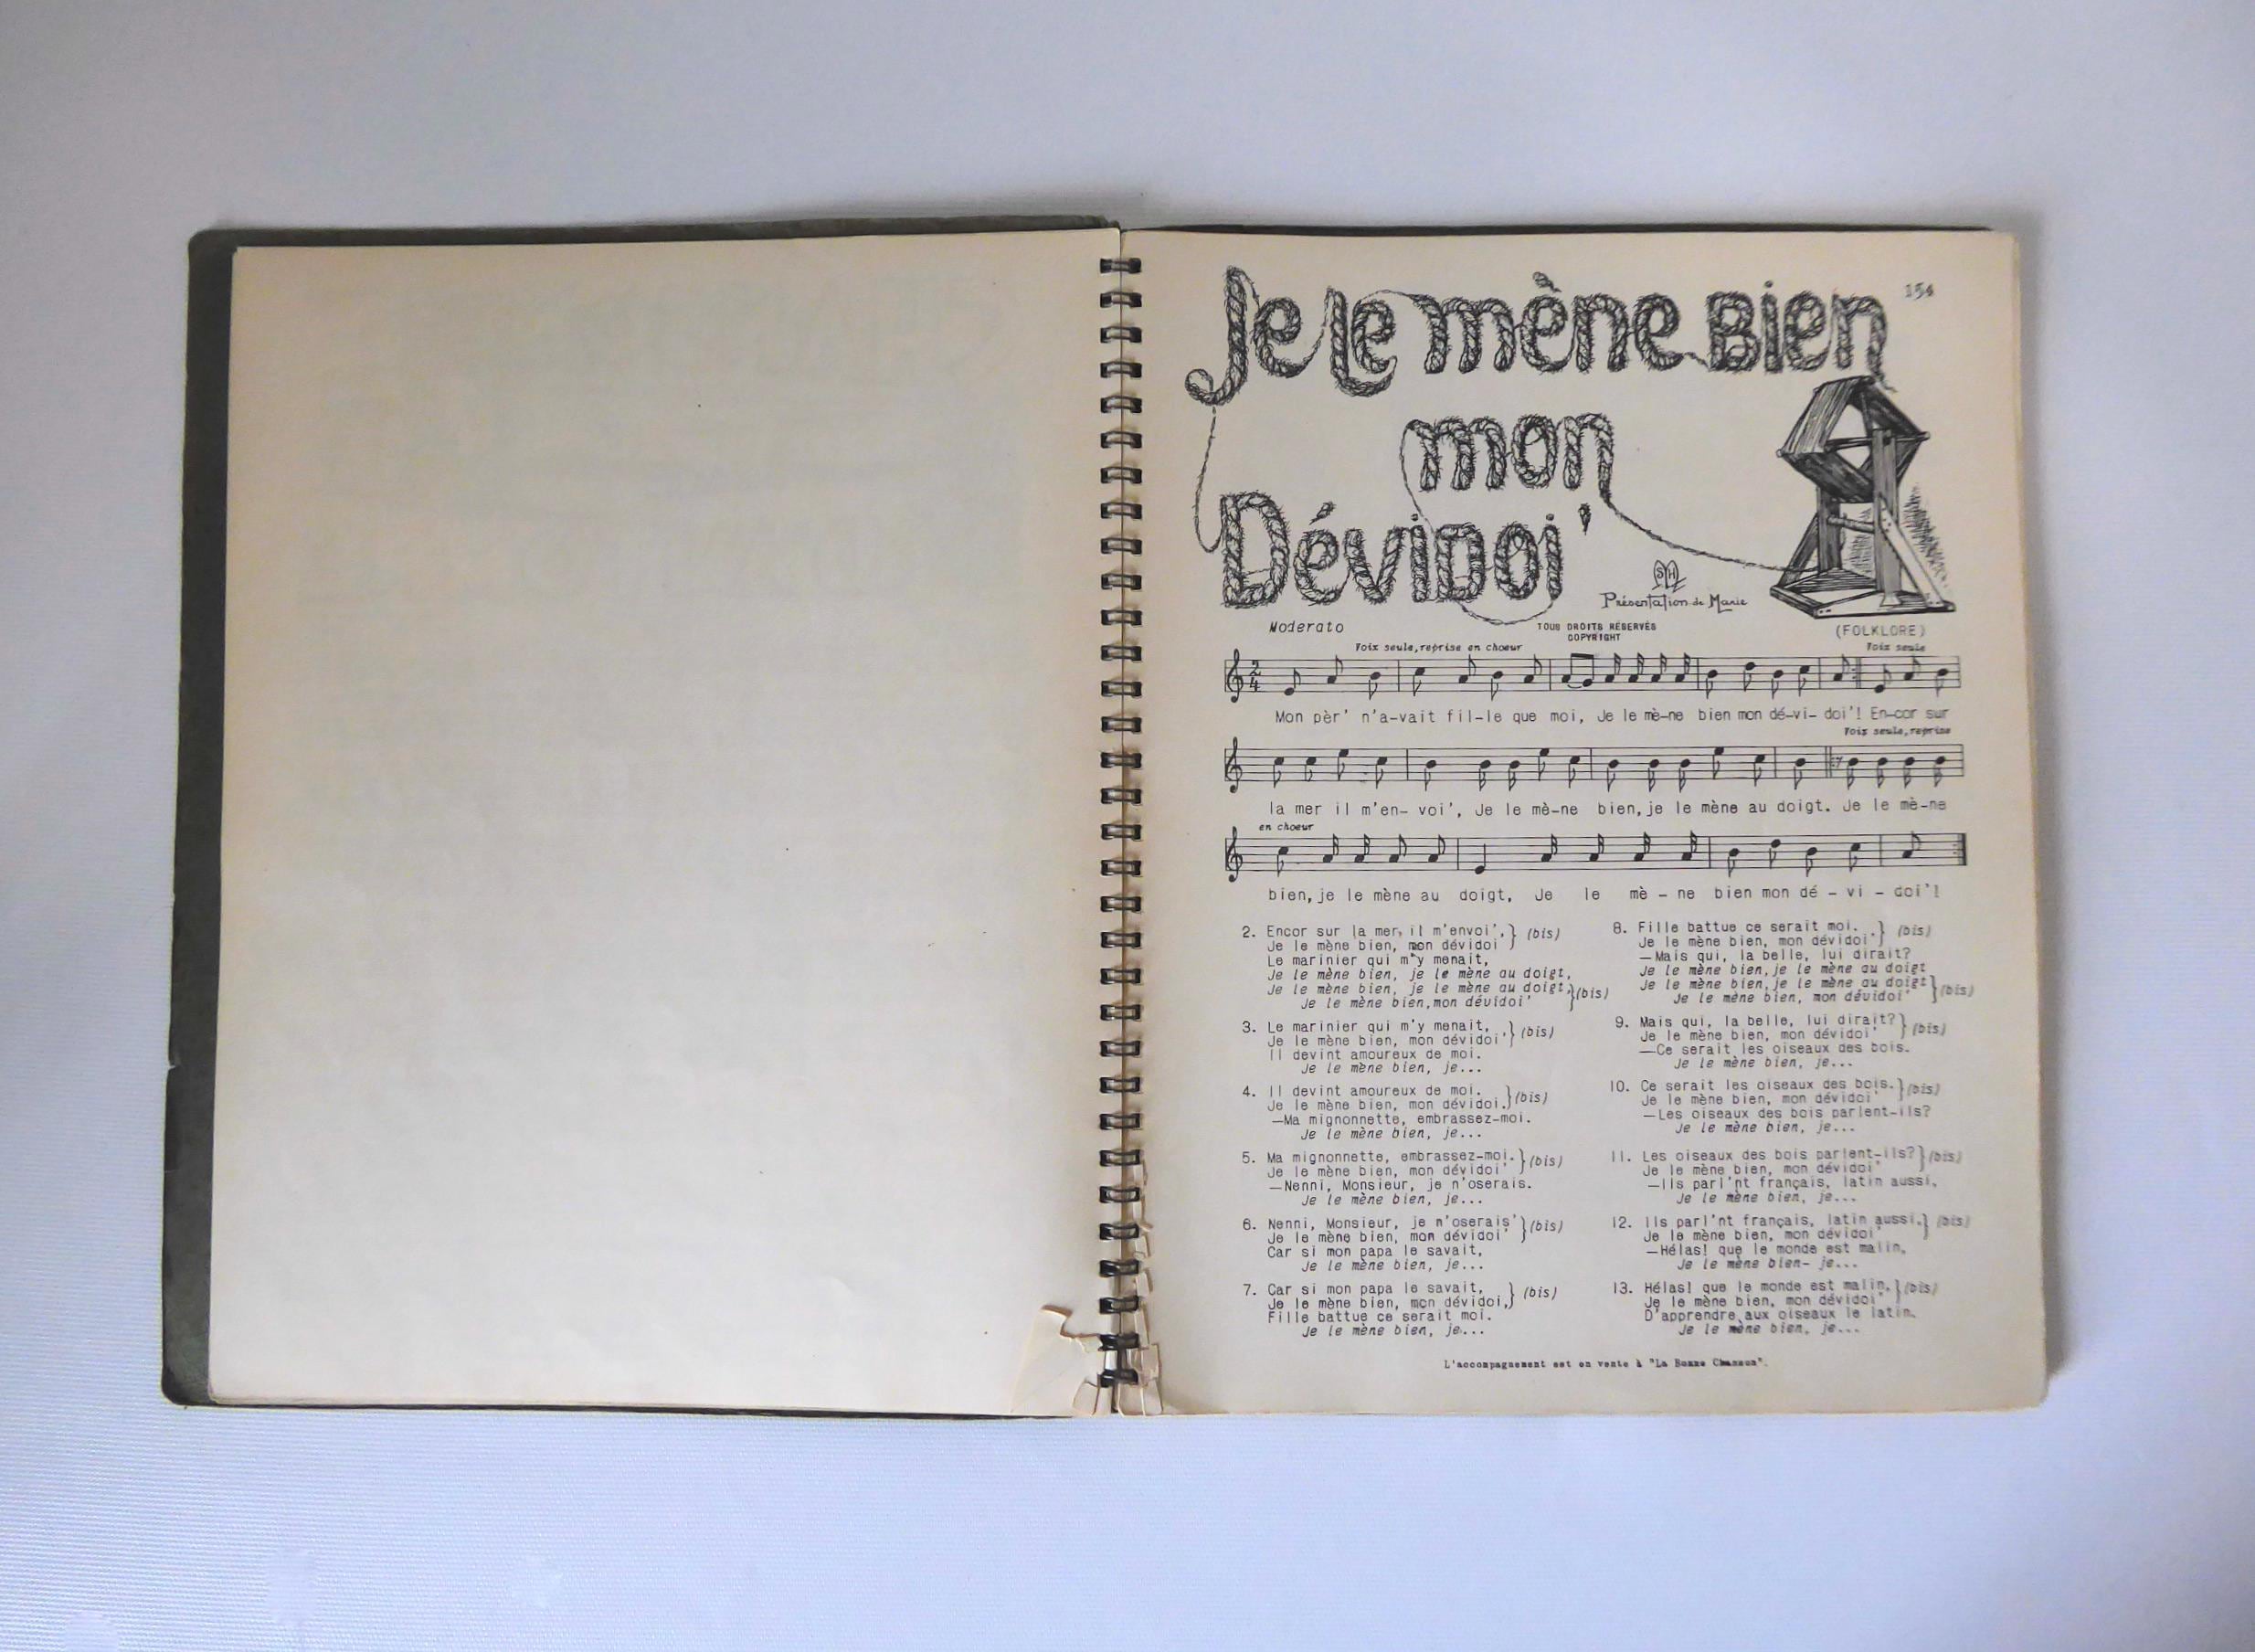 Je le mène Bien
154
mon
Dévidoi'
SH
Présentation de Marie
Moderato
TOUS DROITS RÉSERVÉS
COPYRIGHT
(FOLKLORE)
Voix seule, reprise en choeur
Voix seule
2
4
Mon pèr' n'a-vait fil-le que moi, Je le mè-ne bien mon dé-vi- doi'! En-cor sur
Voix seule, reprise
la mer il m'en- voi', Je le mè-ne bien, je le mène au doigt. Je le mè-ne
en choeur
bien, je le mène au doigt, Je le mè - ne bien mon dé - vi - doi'!
2. Encor sur la mer, il m'envoi', } (bis)
Je le mène bien, mon dévidoi'
Le marinier qui m'y menait,
Je le mène bien, je le mène au doigt,
Je le mène bien, je le mène au doigt, } (bis)
Je le mène bien, mon dévidoi'
3. Le marinier qui m'y menait, } (bis)
Je le mène bien, mon dévidoi'
Il devint amoureux de moi.
Je le mène bien, je...
4. Il devint amoureux de moi. } (bis)
Je le mène bien, mon dévidoi.
—Ma mignonnette, embrassez-moi.
Je le mène bien, je...
5. Ma mignonnette, embrassez-moi. } (bis)
Je le mène bien, mon dévidoi'
—Nenni, Monsieur, je n'oserais.
Je le mène bien, je...
6. Nenni, Monsieur, je n'oserais' } (bis)
Je le mène bien, mon dévidoi'
Car si mon papa le savait,
Je le mène bien, je...
7. Car si mon papa le savait, } (bis)
Je le mène bien, mon dévidoi,
Fille battue ce serait moi.
Je le mène bien, je...
8. Fille battue ce serait moi. } (bis)
Je le mène bien, mon dévidoi'
—Mais qui, la belle, lui dirait?
Je le mène bien, je le mène au doigt
Je le mène bien, je le mène au doigt } (bis)
Je le mène bien, mon dévidoi'
9. Mais qui, la belle, lui dirait? } (bis)
Je le mène bien, mon dévidoi'
—Ce serait les oiseaux des bois.
Je le mène bien, je...
10. Ce serait les oiseaux des bois. } (bis)
Je le mène bien, mon dévidoi'
—Les oiseaux des bois parlent-ils?
Je le mène bien, je...
11. Les oiseaux des bois parlent-ils? } (bis)
Je le mène bien, mon dévidoi'
—Ils parl'nt français, latin aussi.
Je le mène bien, je...
12. Ils parl'nt français, latin aussi. } (bis)
Je le mène bien, mon dévidoi'
—Hélas! que le monde est malin,
Je le mène bien- je...
13. Hélas! que le monde est malin, } (bis)
Je le mène bien, mon dévidoi'
D'apprendre aux oiseaux le latin.
Je le mène bien, je...
L'accompagnement est en vente à "La Bonne Chanson".